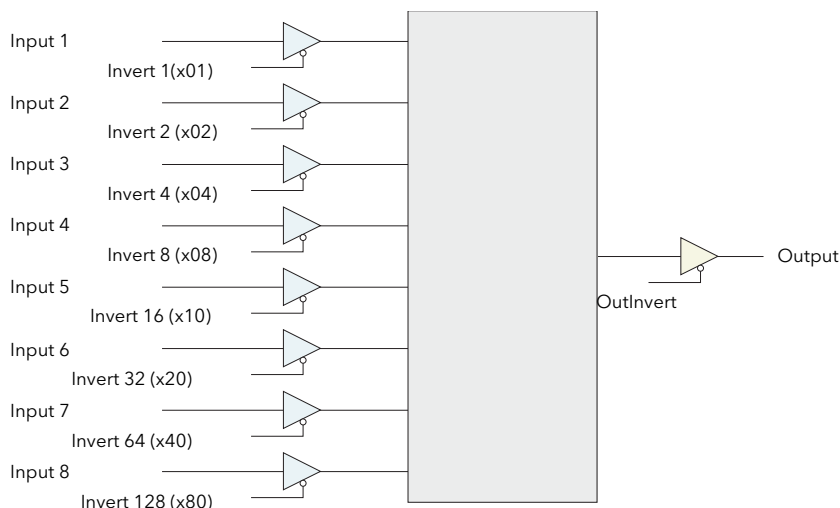 Input 1
Invert 1(x01)
Input 2
Invert 2 (x02)
Input 3
Invert 4 (x04)
Input 4
Invert 8 (x08)
Output
Input 5
OutInvert
Invert 16 (x10)
Input 6
Invert 32 (x20)
Input 7
Invert 64 (x40)
Input 8
Invert 128 (x80)